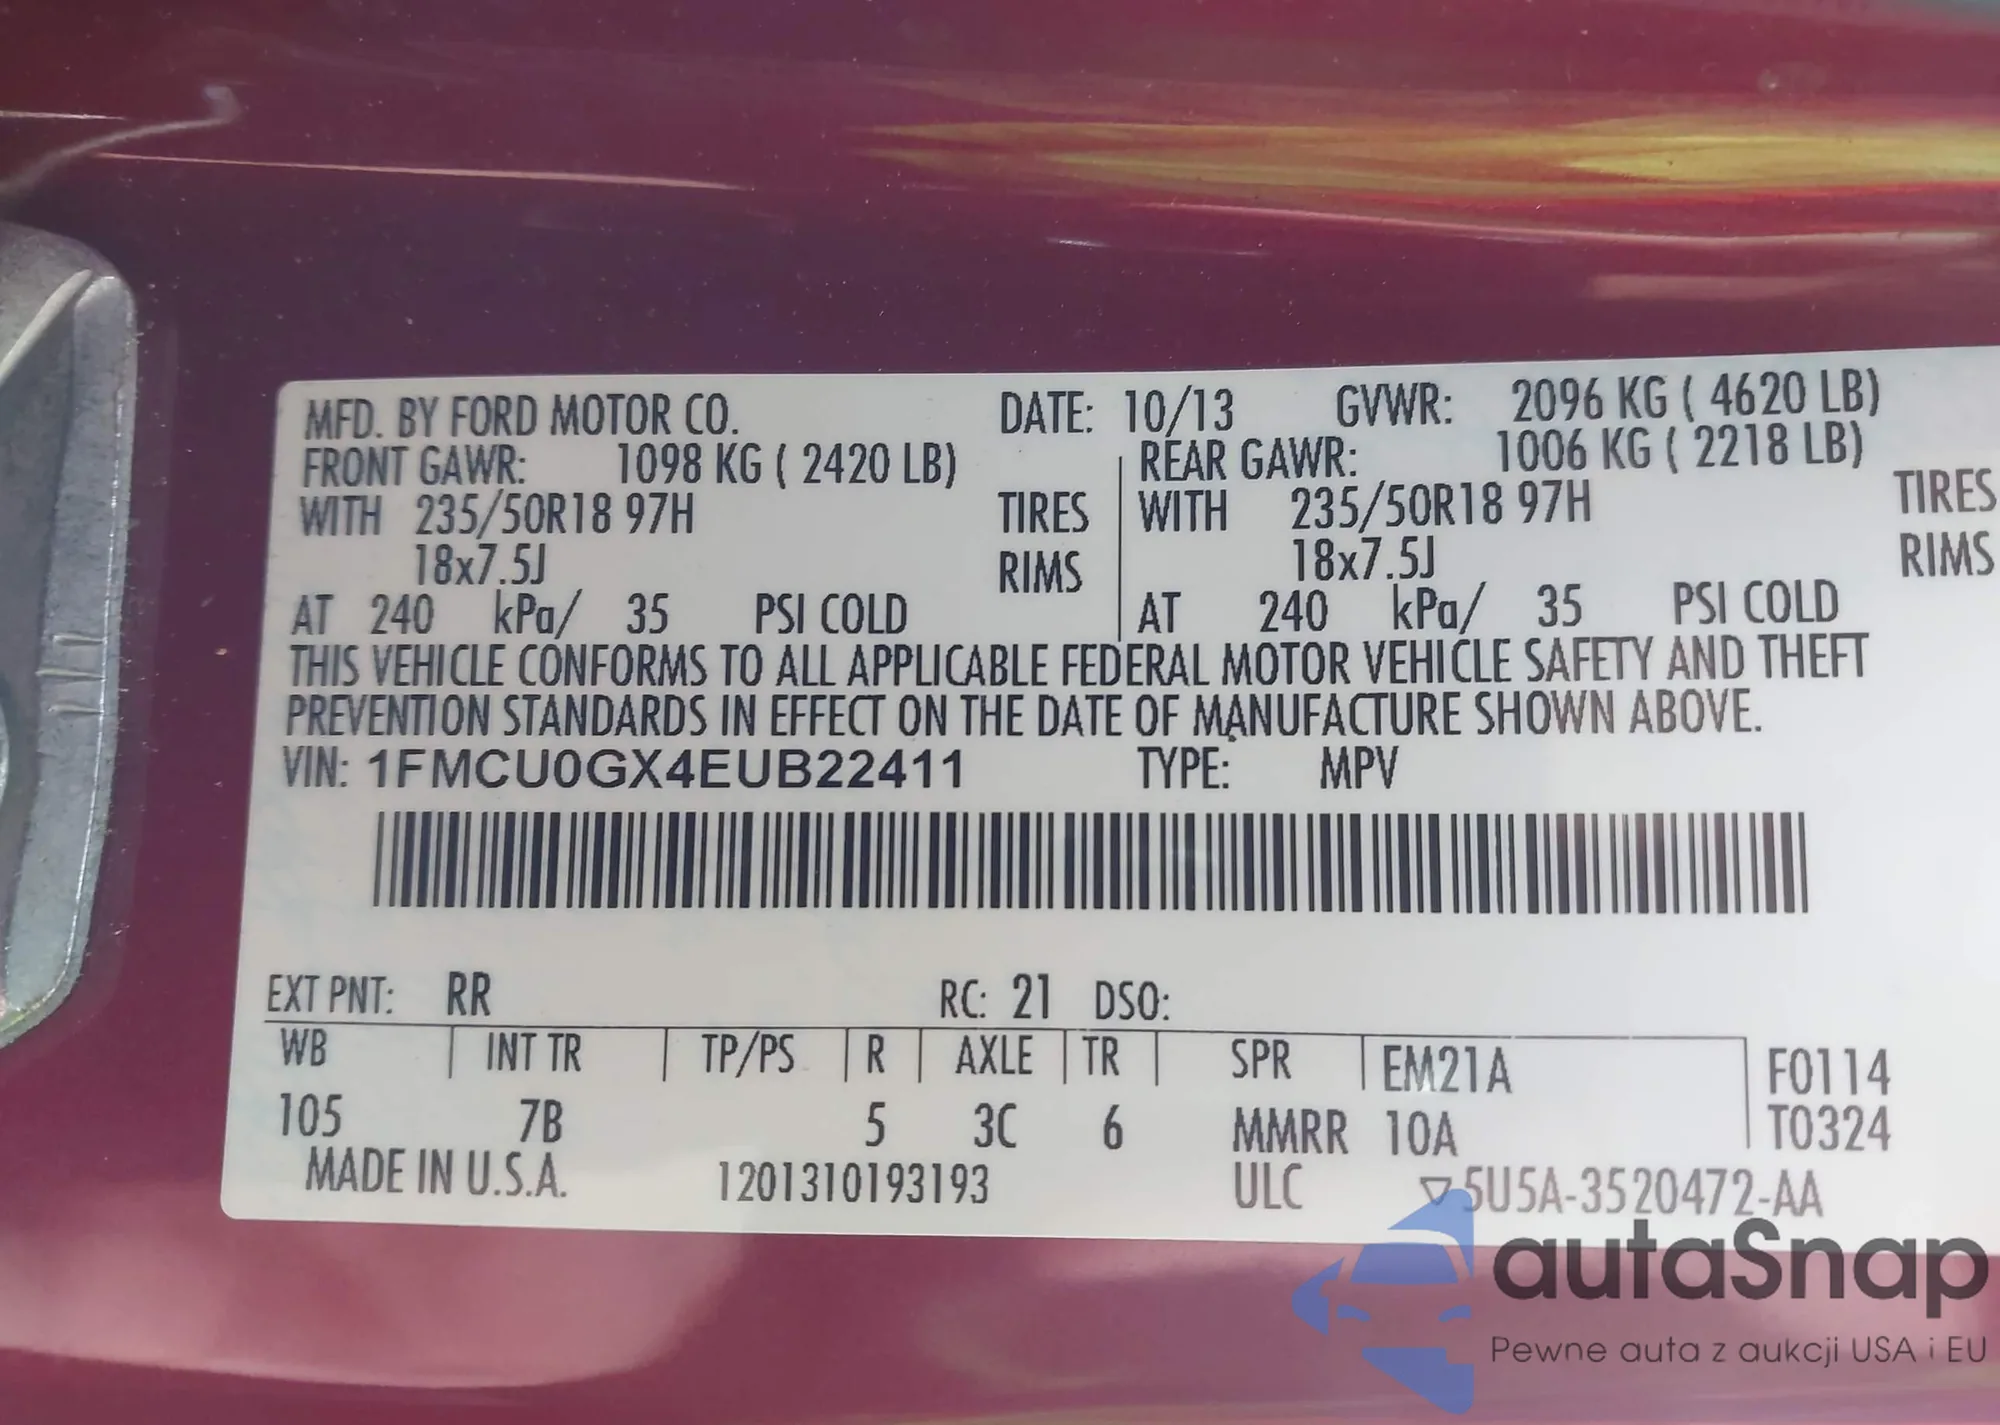 MFD. BY FORD MOTOR CO. DATE: 10/13 GVWR: 2096 KG ( 4620 LB)
FRONT GAWR: 1098 KG ( 2420 LB) REAR GAWR: 1006 KG ( 2218 LB)
WITH 235/50R18 97H TIRES WITH 235/50R18 97H TIRES
18x7.5J RIMS 18x7.5J RIMS
AT 240 kPa/ 35 PSI COLD AT 240 kPa/ 35 PSI COLD
THIS VEHICLE CONFORMS TO ALL APPLICABLE FEDERAL MOTOR VEHICLE SAFETY AND THEFT
PREVENTION STANDARDS IN EFFECT ON THE DATE OF MANUFACTURE SHOWN ABOVE.
VIN: 1FMCU0GX4EUB22411 TYPE: MPV
EXT PNT: RR RC: 21 DSO:
WB INT TR TP/PS R AXLE TR SPR EM21A F0114
105 7B 5 3C 6 MMRR 10A T0324
MADE IN U.S.A. 1201310193193 ULC ▽5U5A-3520472-AA
autaSnap
Pewne auta z aukcji USA i EU